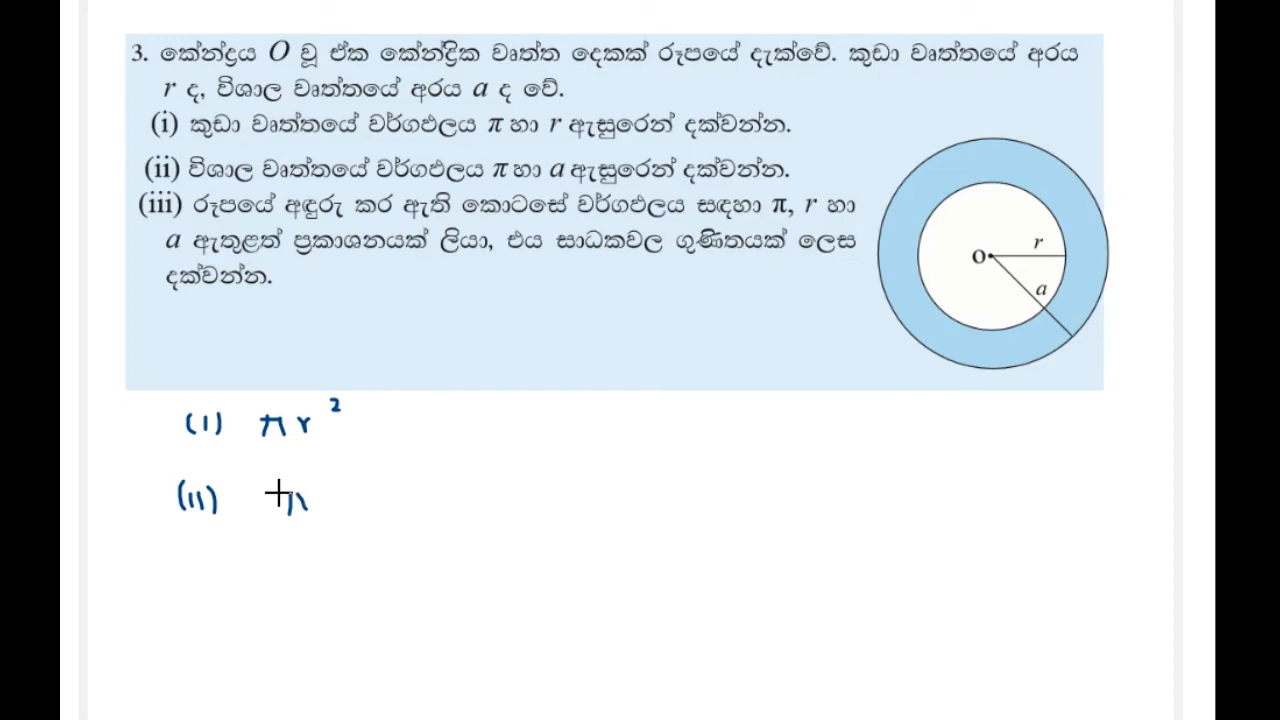 3. කේන්ද්‍රය O වූ ඒක කේන්ද්‍රික වෘත්ත දෙකක් රූපයේ දැක්වේ. කුඩා වෘත්තයේ අරය
r ද, විශාල වෘත්තයේ අරය a ද වේ.
(i) කුඩා වෘත්තයේ වර්ගඵලය π හා r ඇසුරෙන් දක්වන්න.
(ii) විශාල වෘත්තයේ වර්ගඵලය π හා a ඇසුරෙන් දක්වන්න.
(iii) රූපයේ අඳුරු කර ඇති කොටසේ වර්ගඵලය සඳහා π, r හා
a ඇතුළත් ප්‍රකාශනයක් ලියා, එය සාධකවල ගුණිතයක් ලෙස
දක්වන්න.
r
O
a
(I) πr²
(II)